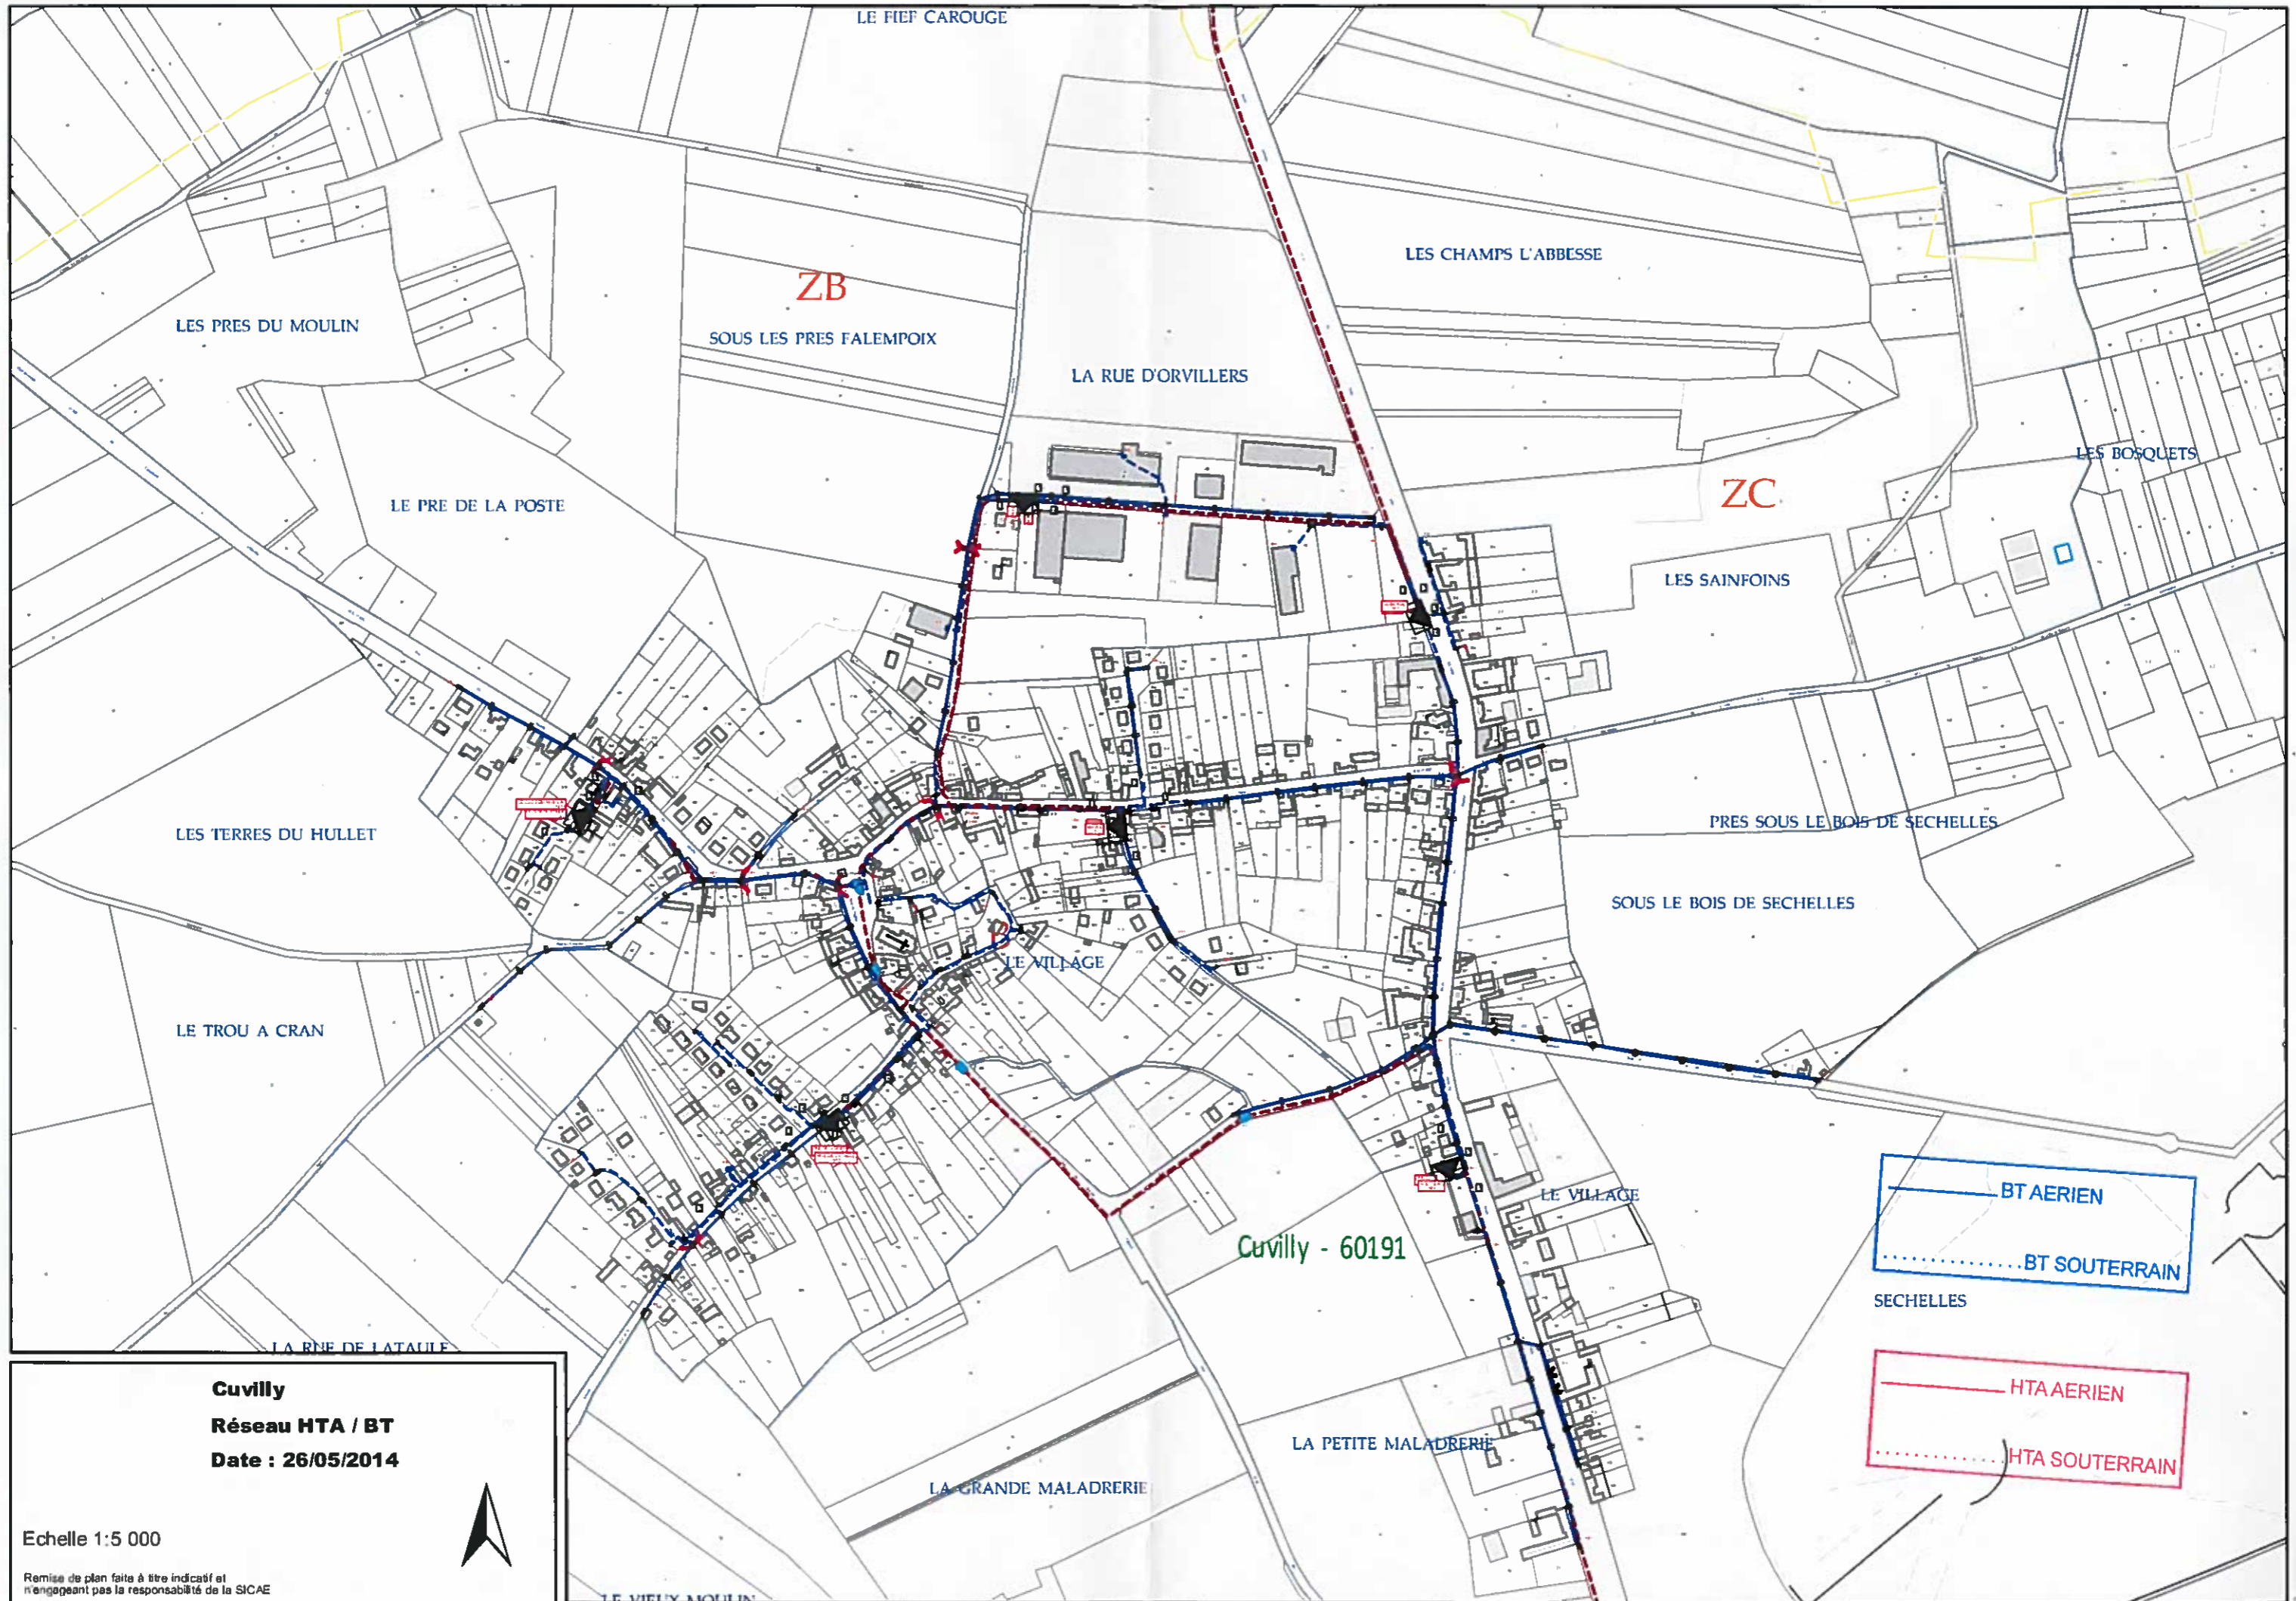 LE FIEF CAROUGE
LES CHAMPS L'ABBESSE
ZB
LES PRES DU MOULIN
SOUS LES PRES FALEMPOIX
LA RUE D'ORVILLERS
LES BOSQUETS
ZC
LE PRE DE LA POSTE
LES SAINFOINS
LES TERRES DU HULLET
PRES SOUS LE BOIS DE SECHELLES
SOUS LE BOIS DE SECHELLES
B
LE VILLAGE
LE TROU A CRAN
LE VILLAGE
BT AERIEN
Cuvilly - 60191
BT SOUTERRAIN
SECHELLES
LA RUE DE LATAULE
HTA AERIEN
LA PETITE MALADRERIE
HTA SOUTERRAIN
LA GRANDE MALADRERIE
LE VIEUX MOULIN
Cuvilly
Réseau HTA / BT
Date : 26/05/2014
Echelle 1:5 000
Remise de plan faite à titre indicatif et
n'engageant pas la responsabilité de la SICAE